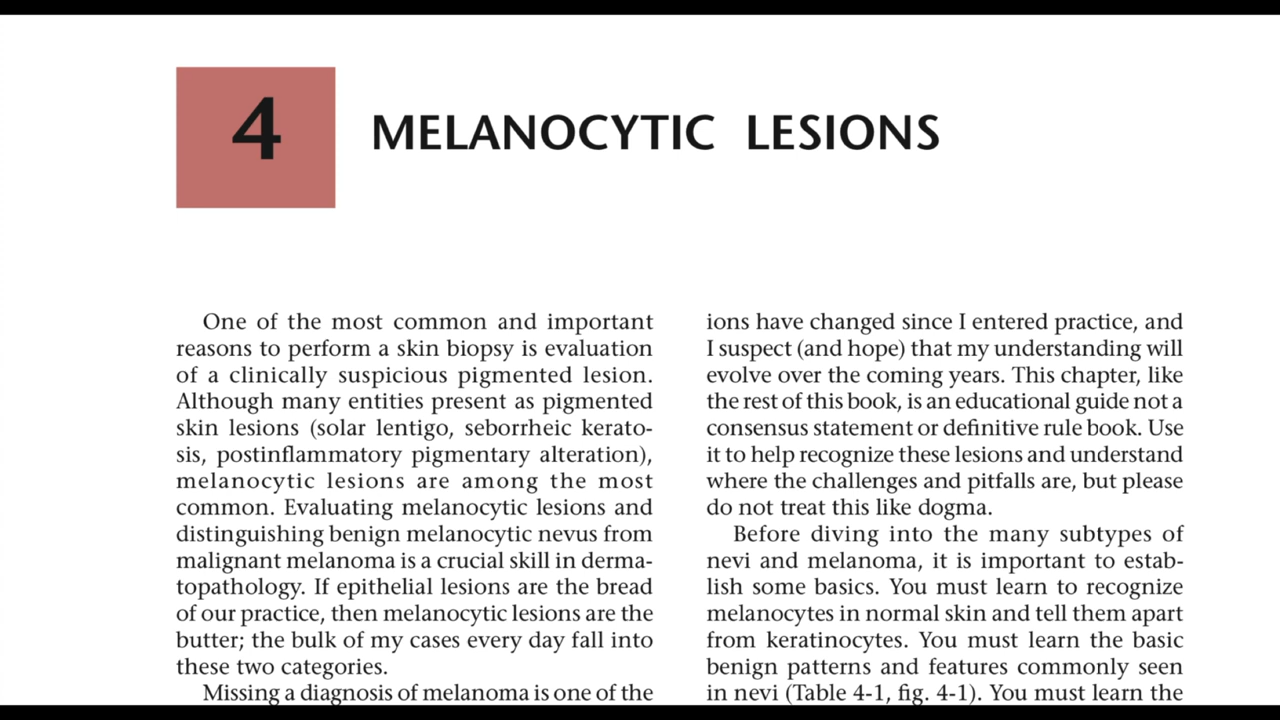 4
MELANOCYTIC LESIONS
One of the most common and important
reasons to perform a skin biopsy is evaluation
of a clinically suspicious pigmented lesion.
Although many entities present as pigmented
skin lesions (solar lentigo, seborrheic kerato-
sis, postinflammatory pigmentary alteration),
melanocytic lesions are among the most
common. Evaluating melanocytic lesions and
distinguishing benign melanocytic nevus from
malignant melanoma is a crucial skill in derma-
topathology. If epithelial lesions are the bread
of our practice, then melanocytic lesions are the
butter; the bulk of my cases every day fall into
these two categories.
Missing a diagnosis of melanoma is one of the
ions have changed since I entered practice, and
I suspect (and hope) that my understanding will
evolve over the coming years. This chapter, like
the rest of this book, is an educational guide not a
consensus statement or definitive rule book. Use
it to help recognize these lesions and understand
where the challenges and pitfalls are, but please
do not treat this like dogma.
Before diving into the many subtypes of
nevi and melanoma, it is important to estab-
lish some basics. You must learn to recognize
melanocytes in normal skin and tell them apart
from keratinocytes. You must learn the basic
benign patterns and features commonly seen
in nevi (Table 4-1, fig. 4-1). You must learn the